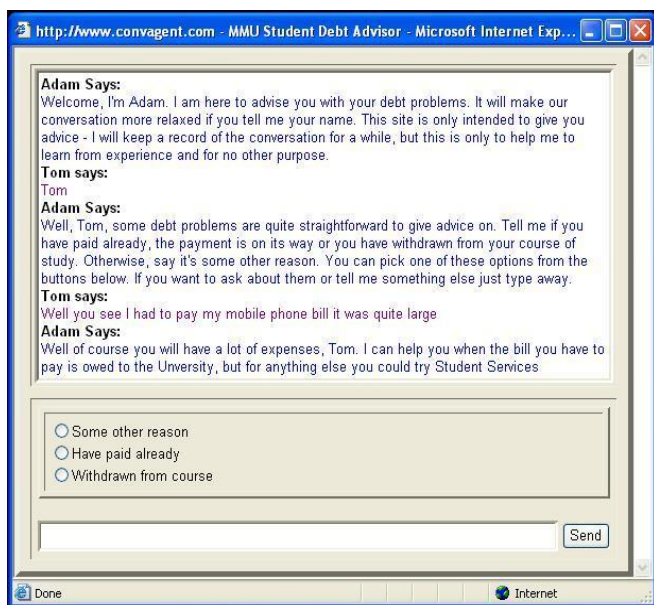 http://www.convagent.com - MMU Student Debt Advisor - Microsoft Internet Exp...
Adam Says:
Welcome, I'm Adam. I am here to advise you with your debt problems. It will make our
conversation more relaxed if you tell me your name. This site is only intended to give you
advice - I will keep a record of the conversation for a while, but this is only to help me to
learn from experience and for no other purpose.
Tom says:
Tom
Adam Says:
Well, Tom, some debt problems are quite straightforward to give advice on. Tell me if you
have paid already, the payment is on its way or you have withdrawn from your course of
study. Otherwise, say it's some other reason. You can pick one of these options from the
buttons below. If you want to ask about them or tell me something else just type away.
Tom says:
Well you see I had to pay my mobile phone bill it was quite large
Adam Says:
Well of course you will have a lot of expenses, Tom. I can help you when the bill you have to
pay is owed to the Unversity, but for anything else you could try Student Services
Some other reason
Have paid already
Withdrawn from course
Send
Done
Internet